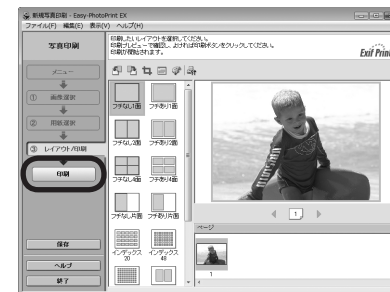 新規写真印刷 - Easy-PhotoPrint EX
ファイル(F) 編集(E) 表示(V) ヘルプ(H)
写真印刷
印刷したいレイアウトを選択してください。
印刷プレビューで確認し、よければ印刷ボタンをクリックしてください。
印刷が開始されます。
Exif Prin
メニュー
① 画像選択
② 用紙選択
③ レイアウト/印刷
印刷
保存
ヘルプ
終了
フチなし1面 フチあり1面
フチなし2面 フチあり2面
フチなし4面 フチあり4面
フチなし片面 フチあり片面
インデックス 20
インデックス 48
1
ページ
1